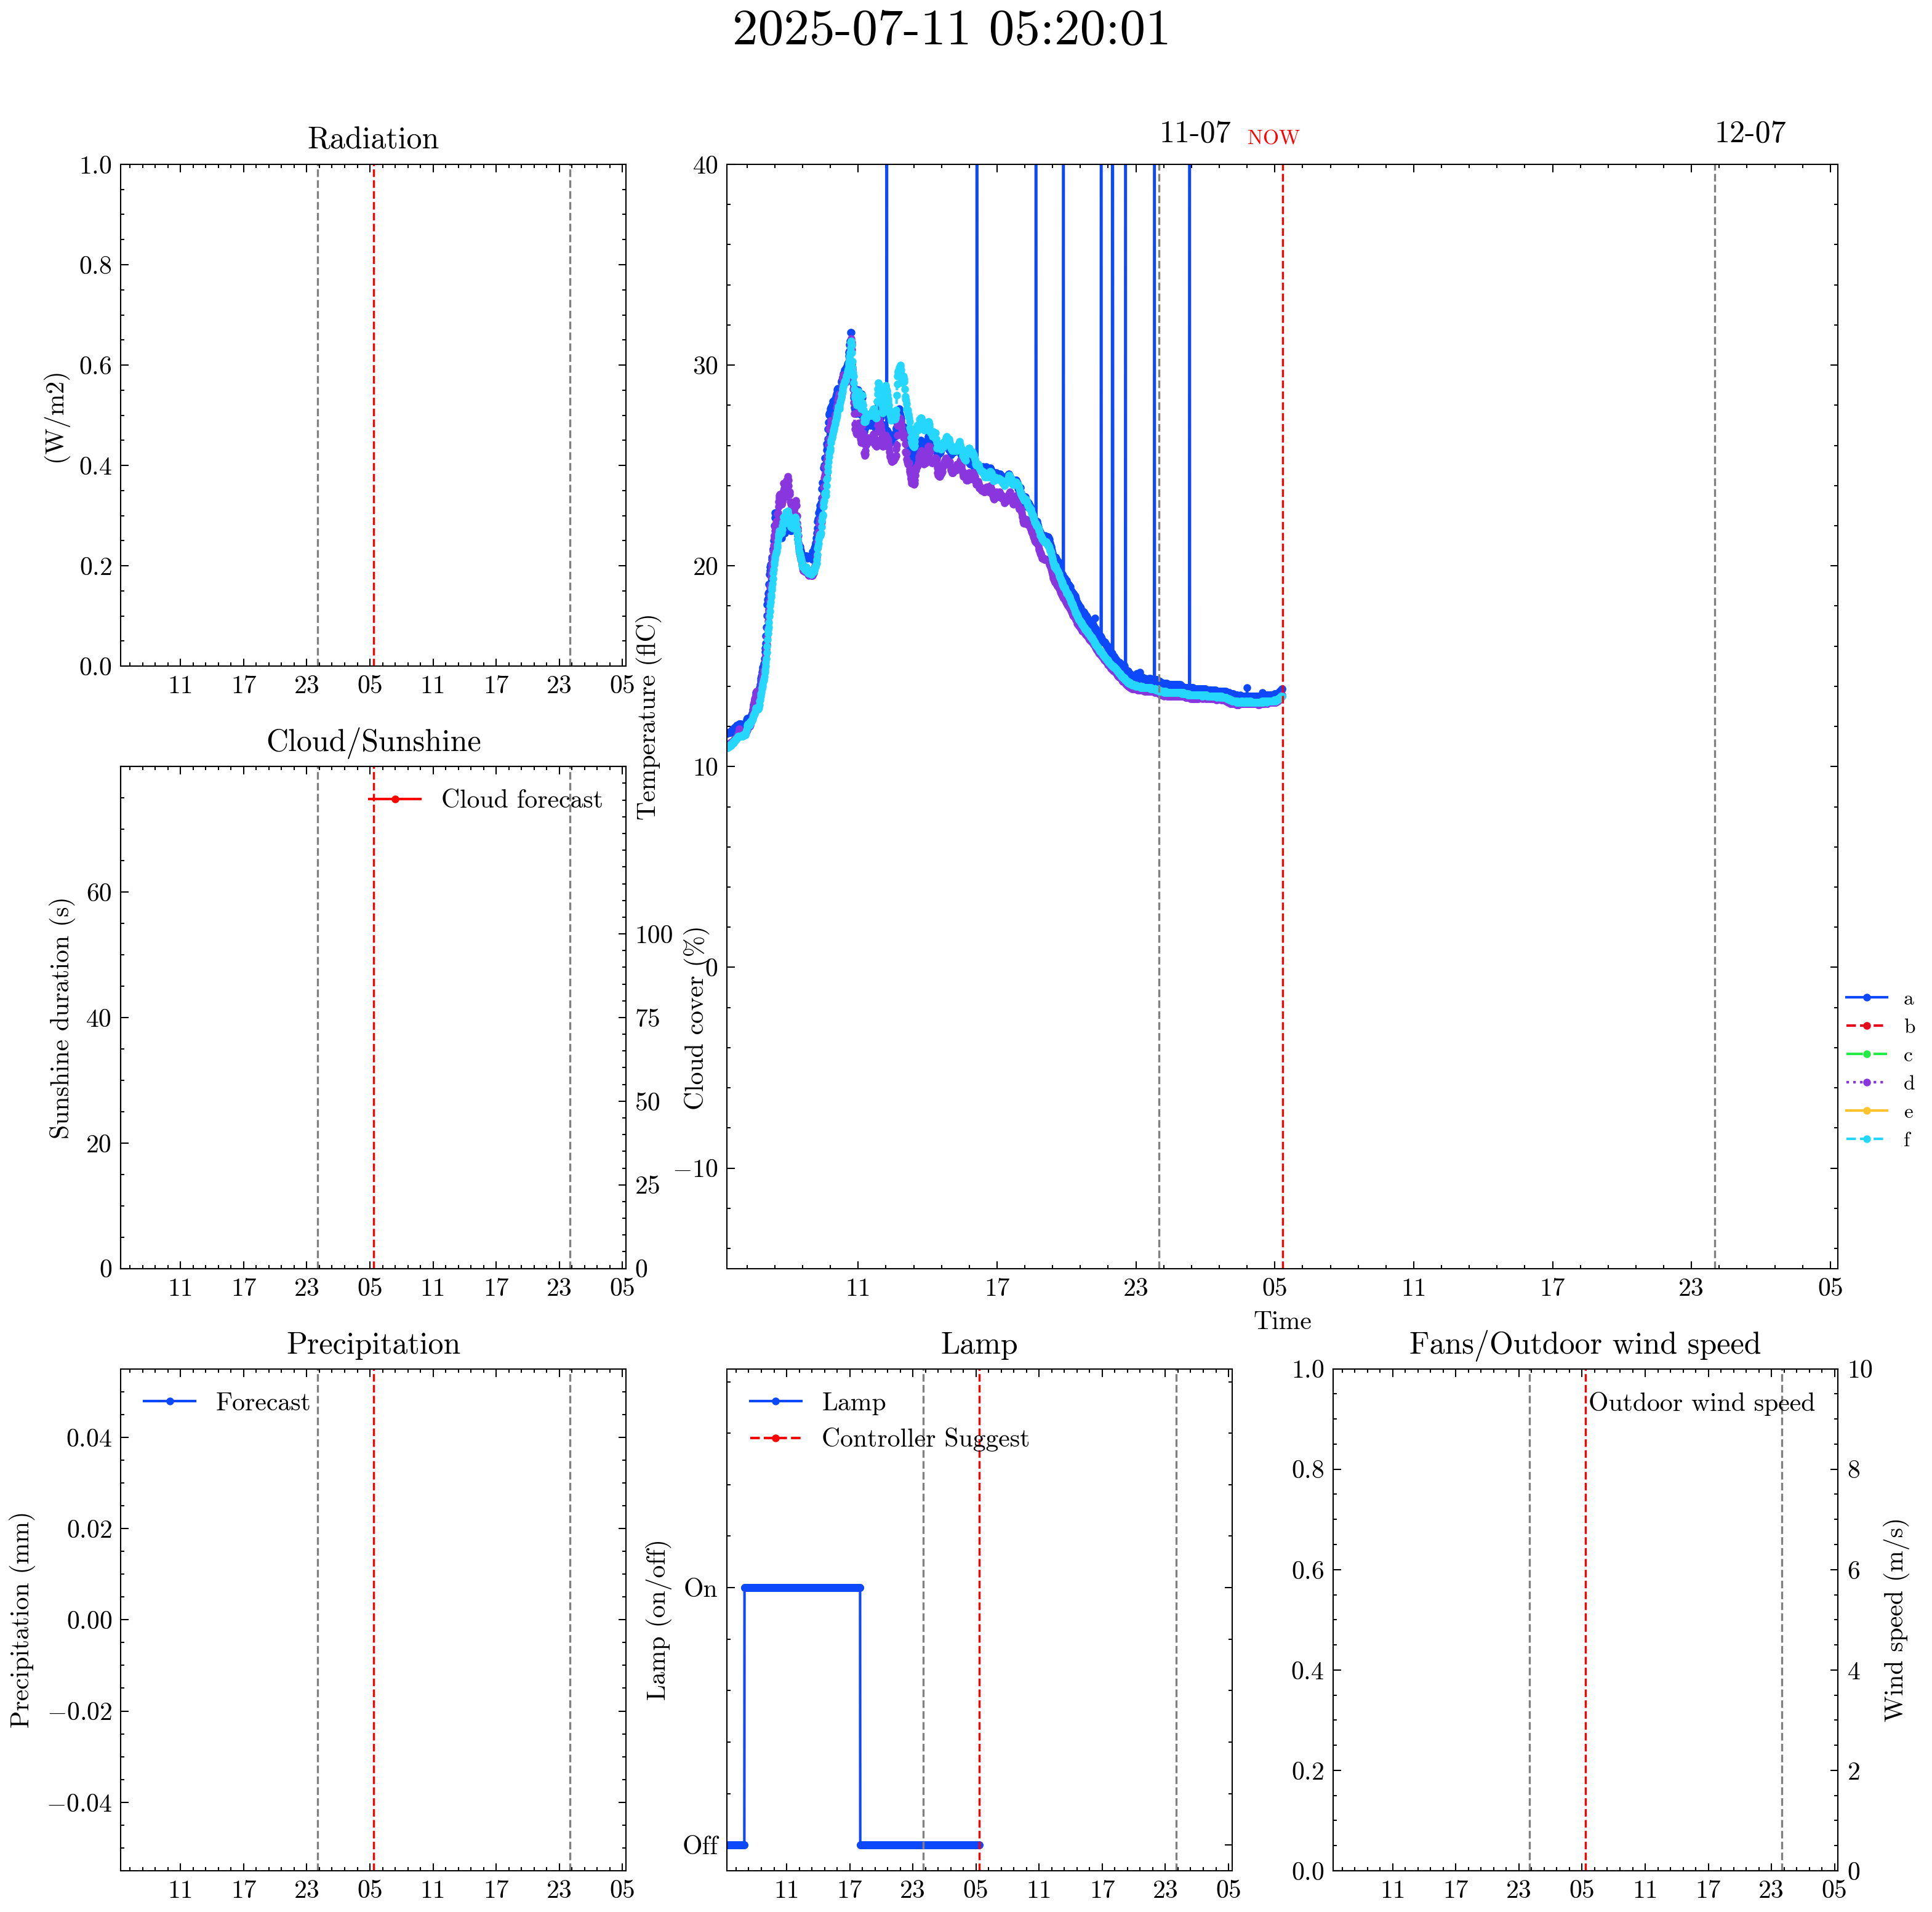 2025-07-11 05:20:01
Radiation
(W/m2)
1.0
0.8
0.6
0.4
0.2
0.0
11 17 23 05 11 17 23 05
11-07 NOW 12-07
Temperature (flC)
40
30
20
10
0
−10
11 17 23 05 11 17 23 05
Time
a
b
c
d
e
f
Cloud/Sunshine
Cloud forecast
Sunshine duration (s)
60
40
20
0
Cloud cover (%)
100
75
50
25
0
11 17 23 05 11 17 23 05
Precipitation
Forecast
Precipitation (mm)
0.04
0.02
0.00
−0.02
−0.04
11 17 23 05 11 17 23 05
Lamp
Lamp
Controller Suggest
Lamp (on/off)
On
Off
11 17 23 05 11 17 23 05
Fans/Outdoor wind speed
Outdoor wind speed
1.0
0.8
0.6
0.4
0.2
0.0
10
8
6
4
2
0
Wind speed (m/s)
11 17 23 05 11 17 23 05